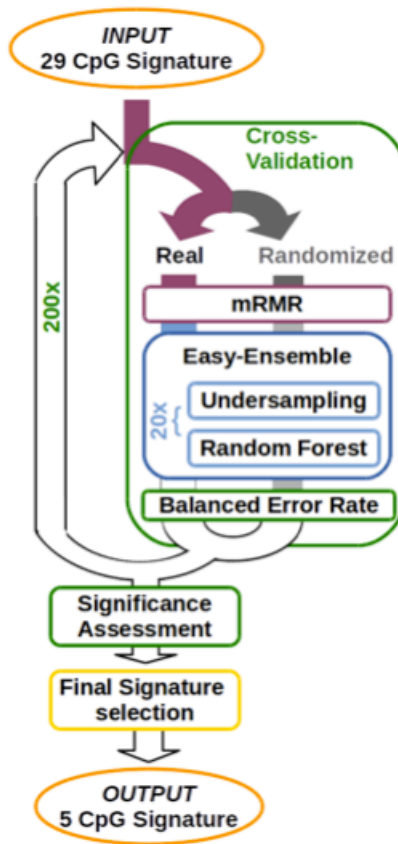 INPUT
29 CpG Signature
Cross-
Validation
Real
Randomized
200x
mRMR
Easy-Ensemble
20x
{
Undersampling
Random Forest
Balanced Error Rate
Significance
Assessment
Final Signature
selection
OUTPUT
5 CpG Signature